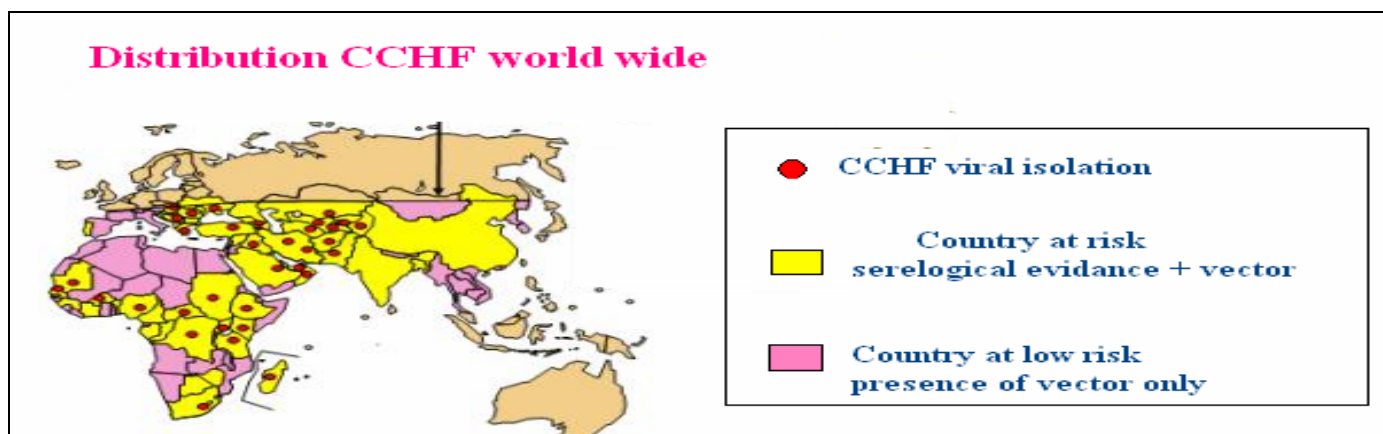 Distribution CCHF world wide
CCHF viral isolation
Country at risk
serelogical evidance + vector
Country at low risk
presence of vector only